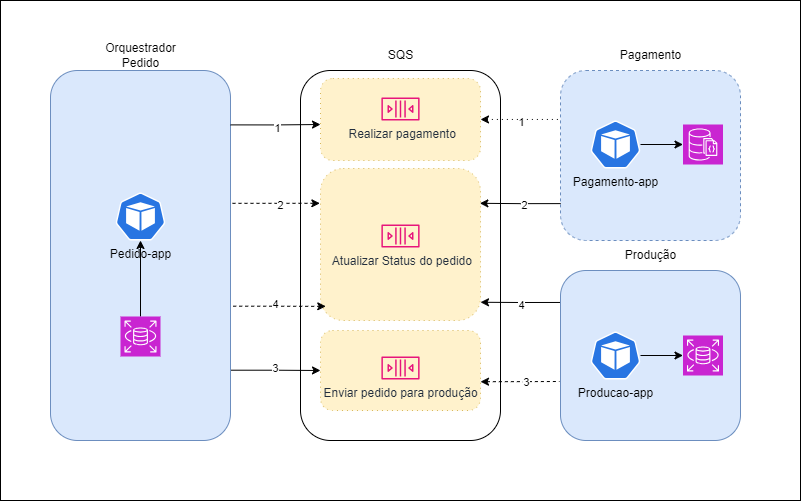 Orquestrador
Pedido
SQS
Pagamento
Realizar pagamento
1
1
Pagamento-app
2
2
Pedido-app
Atualizar Status do pedido
Produção
4
4
3
3
Enviar pedido para produção
Producao-app